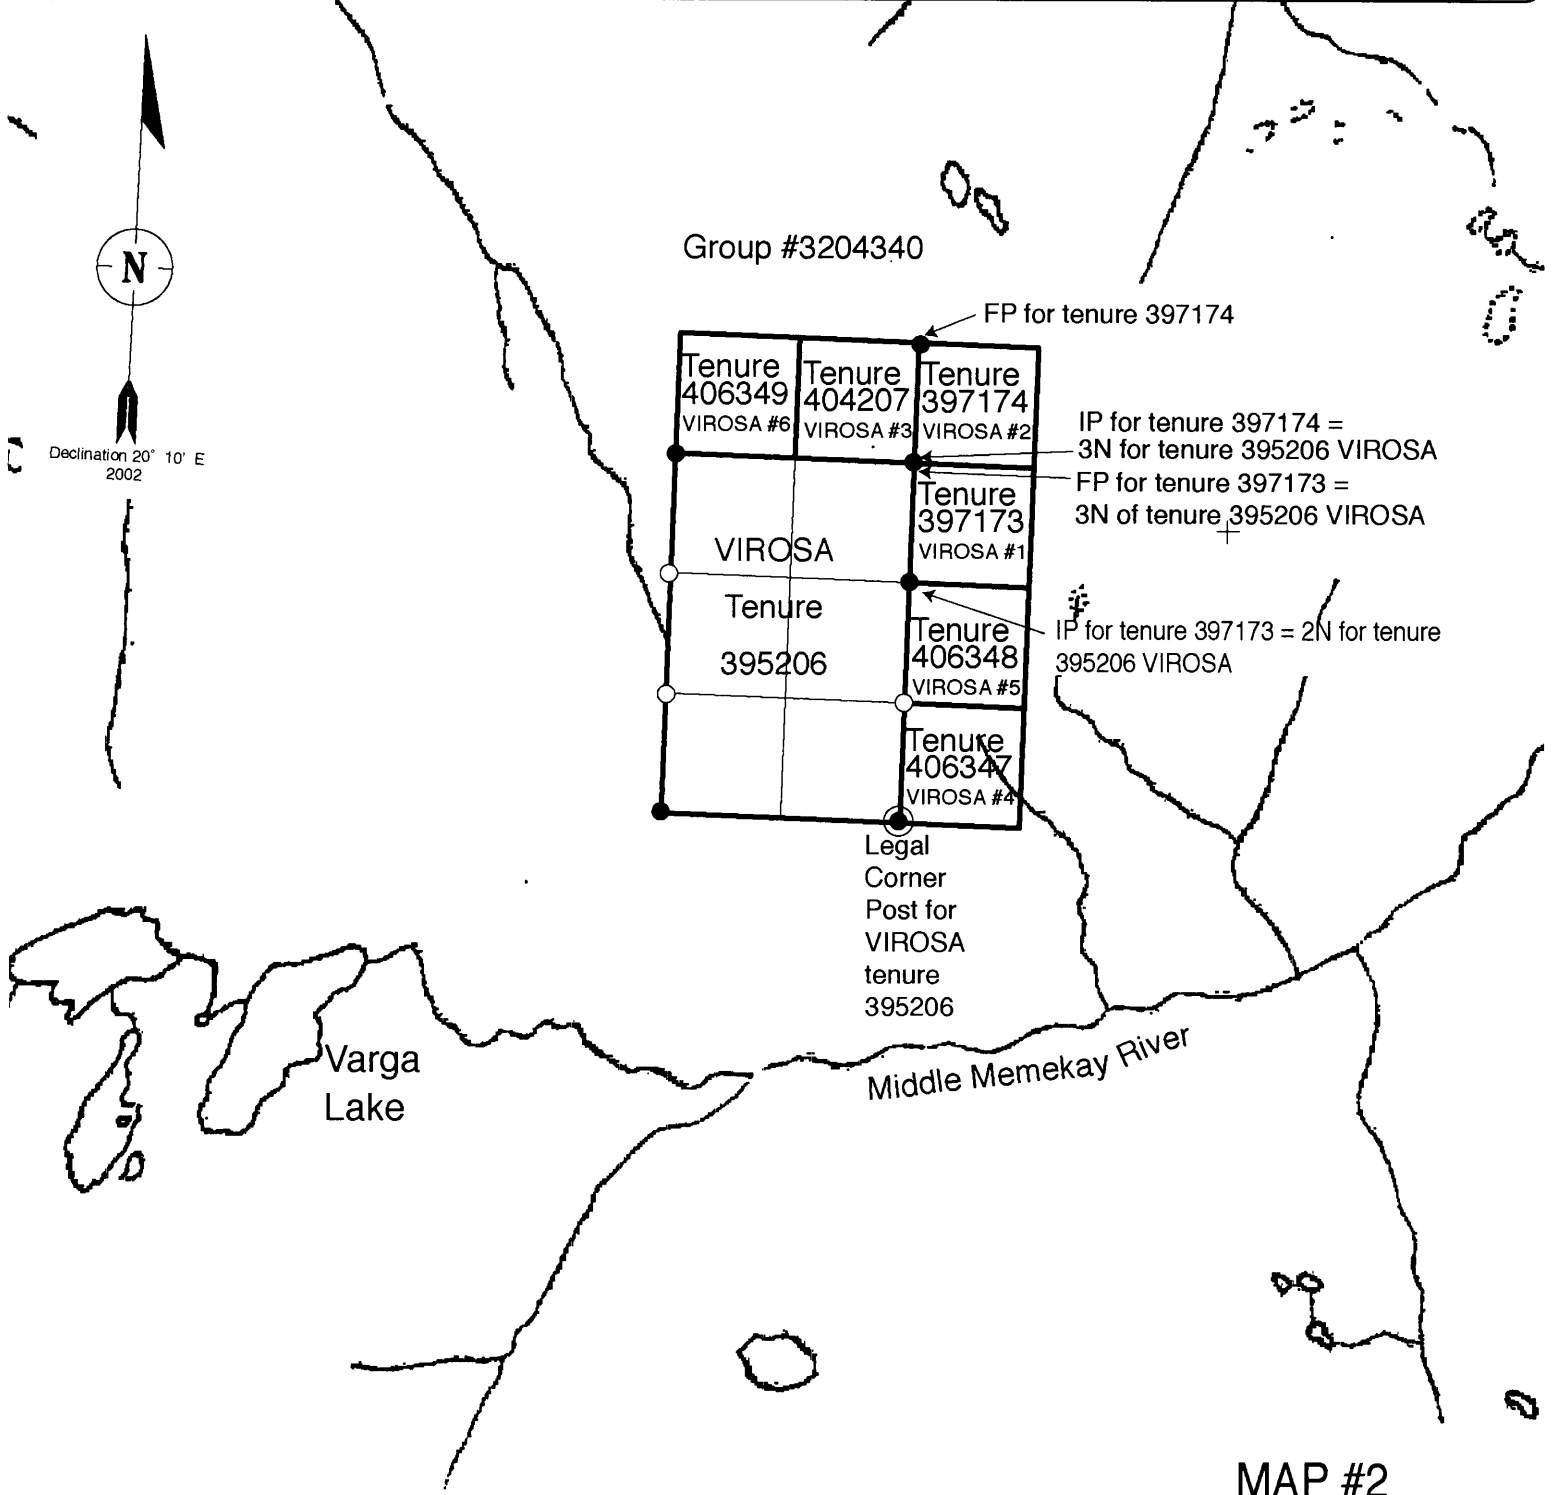 N
Declination 20° 10' E
2002
Group #3204340
FP for tenure 397174
Tenure
406349
VIROSA #6
Tenure
404207
VIROSA #3
Tenure
397174
VIROSA #2
IP for tenure 397174 =
3N for tenure 395206 VIROSA
FP for tenure 397173 =
3N of tenure 395206 VIROSA
Tenure
397173
VIROSA #1
VIROSA
Tenure
395206
IP for tenure 397173 = 2N for tenure
395206 VIROSA
Tenure
406348
VIROSA #5
Tenure
406347
VIROSA #4
Legal
Corner
Post for
VIROSA
tenure
395206
Varga
Lake
Middle Memekay River
MAP #2